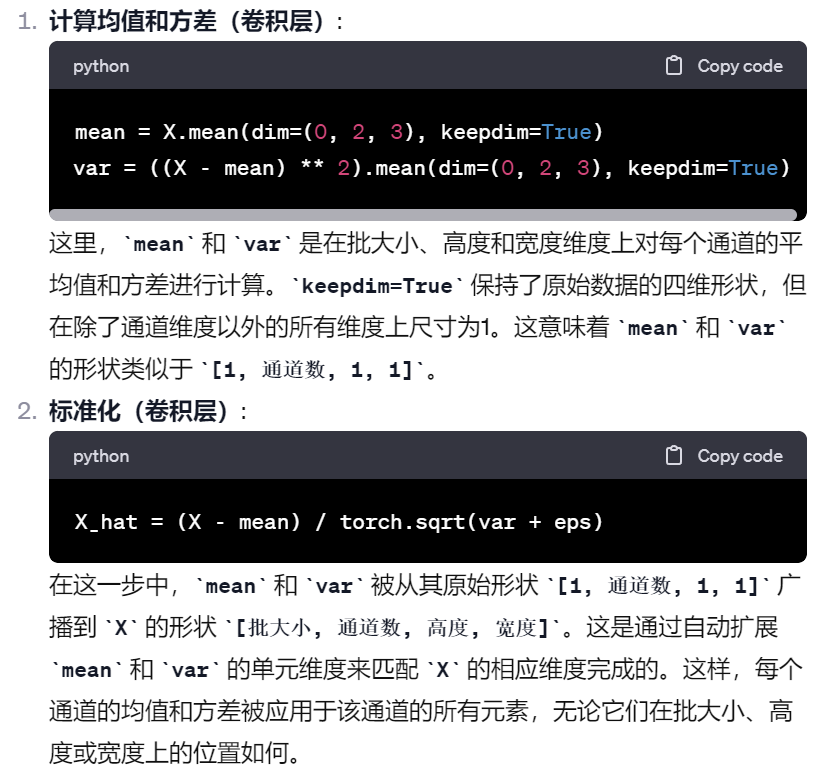 1. 计算均值和方差（卷积层）:
python Copy code
mean = X.mean(dim=(0, 2, 3), keepdim=True)
var = ((X - mean) ** 2).mean(dim=(0, 2, 3), keepdim=True)
这里，`mean` 和 `var` 是在批大小、高度和宽度维度上对每个通道的平
均值和方差进行计算。`keepdim=True` 保持了原始数据的四维形状，但
在除了通道维度以外的所有维度上尺寸为1。这意味着 `mean` 和 `var`
的形状类似于 `[1, 通道数, 1, 1]`。
2. 标准化（卷积层）:
python Copy code
X_hat = (X - mean) / torch.sqrt(var + eps)
在这一步中，`mean` 和 `var` 被从其原始形状 `[1, 通道数, 1, 1]` 广
播到 `X` 的形状 `[批大小, 通道数, 高度, 宽度]`。这是通过自动扩展
`mean` 和 `var` 的单元维度来匹配 `X` 的相应维度完成的。这样，每个
通道的均值和方差被应用于该通道的所有元素，无论它们在批大小、高
度或宽度上的位置如何。